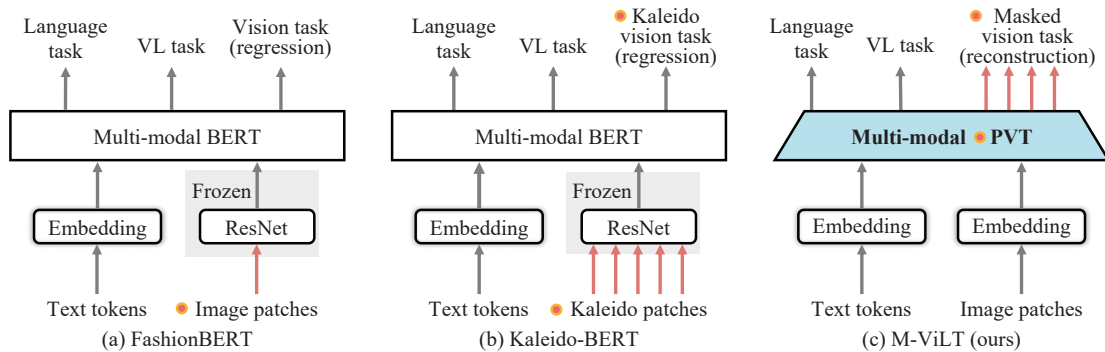 Language
task
VL task
Vision task
(regression)
Multi-modal BERT
Frozen
Embedding
ResNet
Text tokens
Image patches
(a) FashionBERT
Language
task
VL task
Kaleido
vision task
(regression)
Multi-modal BERT
Frozen
Embedding
ResNet
Text tokens
Kaleido patches
(b) Kaleido-BERT
Language
task
VL task
Masked
vision task
(reconstruction)
Multi-modal PVT
Embedding
Embedding
Text tokens
Image patches
(c) M-ViLT (ours)